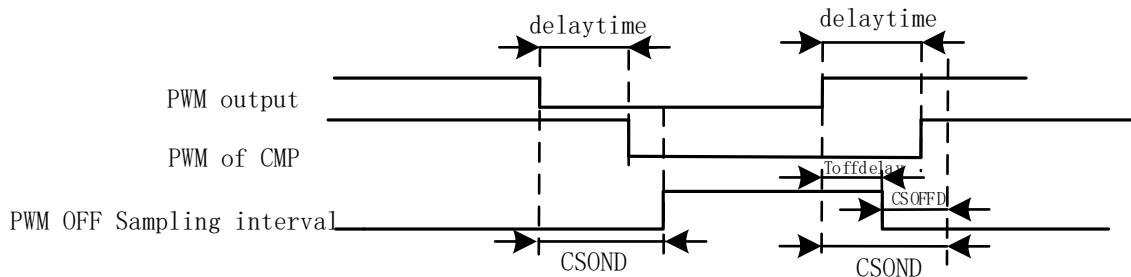 delaytime
delaytime
PWM output
PWM of CMP
Toffdelay
CSOFFD
PWM OFF Sampling interval
CSOND
CSOND